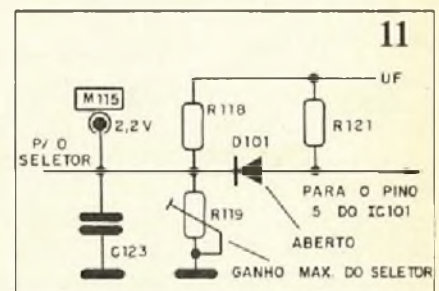 11
M115
UF
2,2V
R118
D101
R121
P/ O
SELETOR
R119
PARA O PINO
5 DO IC101
C123
ABERTO
GANHO MAX. DO SELETOR